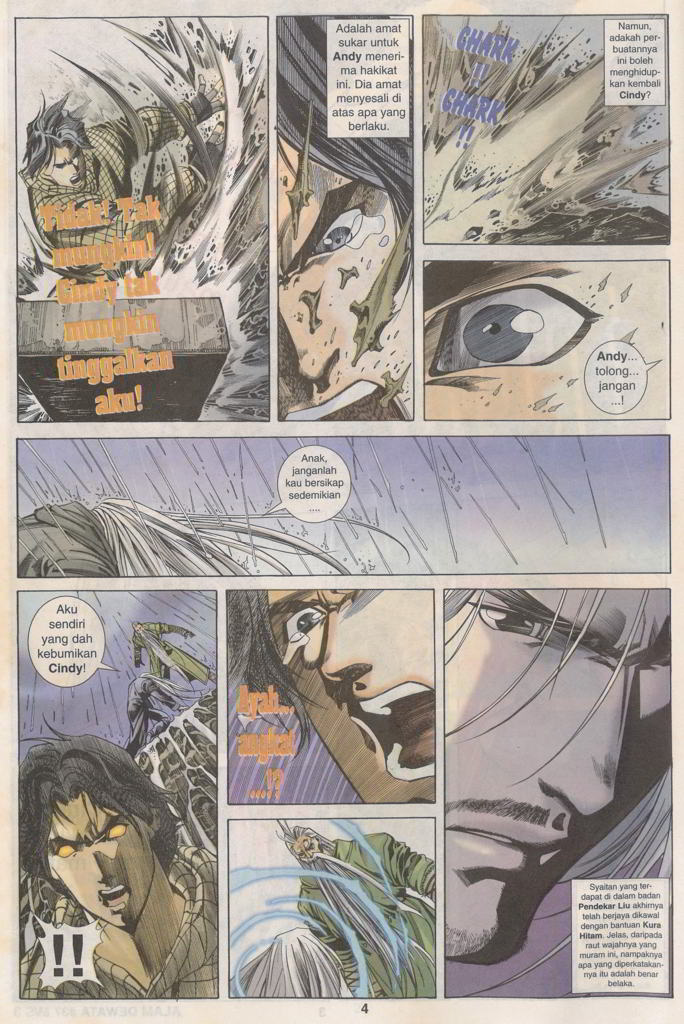 Tidak! Tak
mungkin!
Cindy tak
mungkin
tinggalkan
aku!
Adalah amat
sukar untuk
Andy meneri-
ma hakikat
ini. Dia amat
menyesali di
atas apa yang
berlaku.
GHARK
!!
GHARK
!!
Namun,
adakah per-
buatannya
ini boleh
menghidup-
kan kembali
Cindy?
Andy...
tolong...
jangan
...!
Anak,
janganlah
kau bersikap
sedemikian
....
Aku
sendiri
yang dah
kebumikan
Cindy!
!!
Ayah...
angkat
...!?
Syaitan yang ter-
dapat di dalam badan
Pendekar Liu akhirnya
telah berjaya dikawal
dengan bantuan Kura
Hitam. Jelas, daripada
raut wajahnya yang
muram ini, nampaknya
apa yang diperkatakan-
nya itu adalah benar
belaka.
4